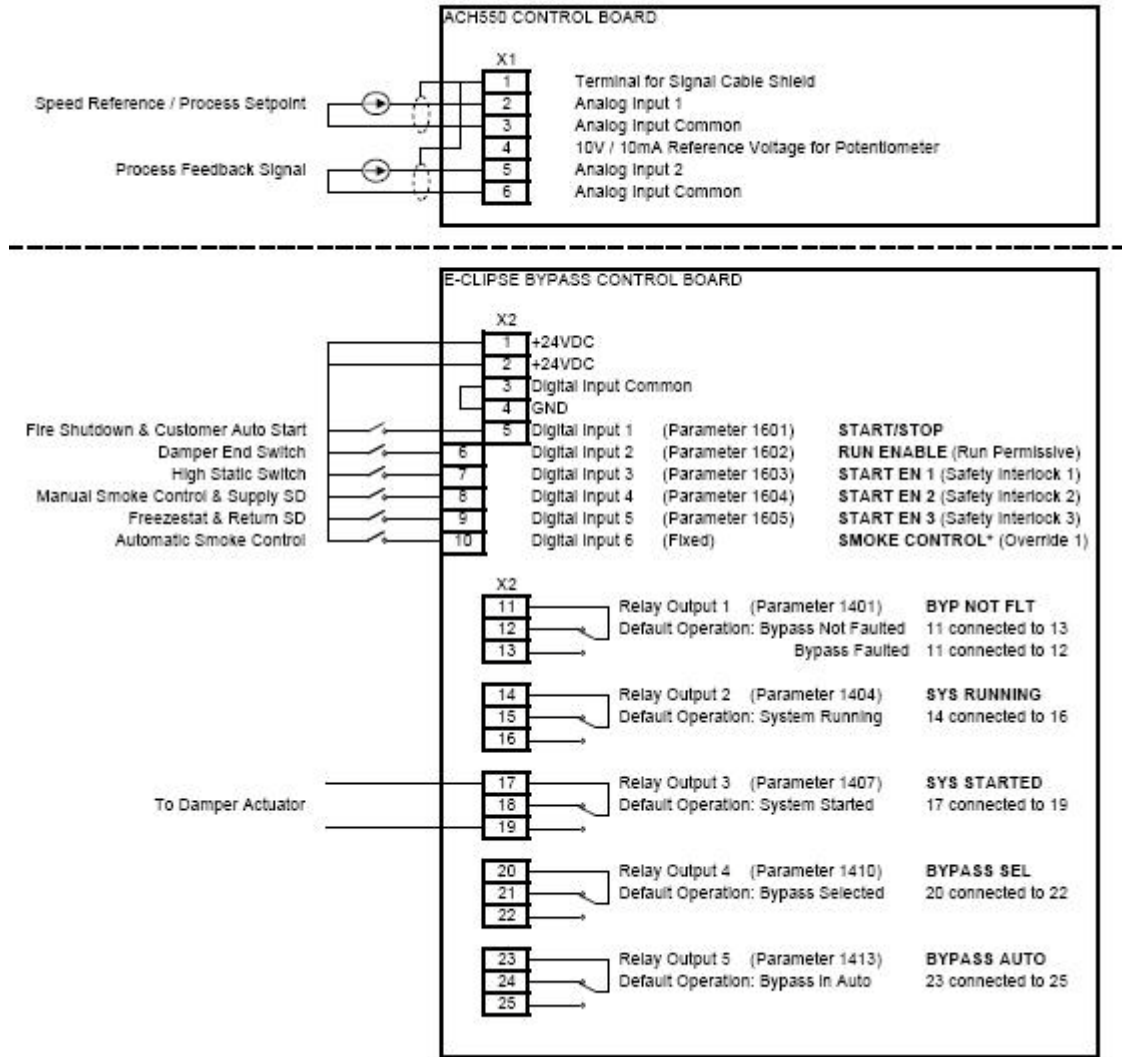 ACH550 CONTROL BOARD
X1
1 Terminal for Signal Cable Shield
Speed Reference / Process Setpoint 2 Analog Input 1
3 Analog Input Common
4 10V / 10mA Reference Voltage for Potentiometer
Process Feedback Signal 5 Analog Input 2
6 Analog Input Common
E-CLIPSE BYPASS CONTROL BOARD
X2
1 +24VDC
2 +24VDC
3 Digital Input Common
4 GND
Fire Shutdown & Customer Auto Start 5 Digital Input 1 (Parameter 1601) START/STOP
Damper End Switch 6 Digital Input 2 (Parameter 1602) RUN ENABLE (Run Permissive)
High Static Switch 7 Digital Input 3 (Parameter 1603) START EN 1 (Safety Interlock 1)
Manual Smoke Control & Supply SD 8 Digital Input 4 (Parameter 1604) START EN 2 (Safety Interlock 2)
Freezestat & Return SD 9 Digital Input 5 (Parameter 1605) START EN 3 (Safety Interlock 3)
Automatic Smoke Control 10 Digital Input 6 (Fixed) SMOKE CONTROL* (Override 1)
X2
11 Relay Output 1 (Parameter 1401) BYP NOT FLT
12 Default Operation: Bypass Not Faulted 11 connected to 13
13 Bypass Faulted 11 connected to 12
14 Relay Output 2 (Parameter 1404) SYS RUNNING
15 Default Operation: System Running 14 connected to 16
16
17 Relay Output 3 (Parameter 1407) SYS STARTED
To Damper Actuator 18 Default Operation: System Started 17 connected to 19
19
20 Relay Output 4 (Parameter 1410) BYPASS SEL
21 Default Operation: Bypass Selected 20 connected to 22
22
23 Relay Output 5 (Parameter 1413) BYPASS AUTO
24 Default Operation: Bypass In Auto 23 connected to 25
25